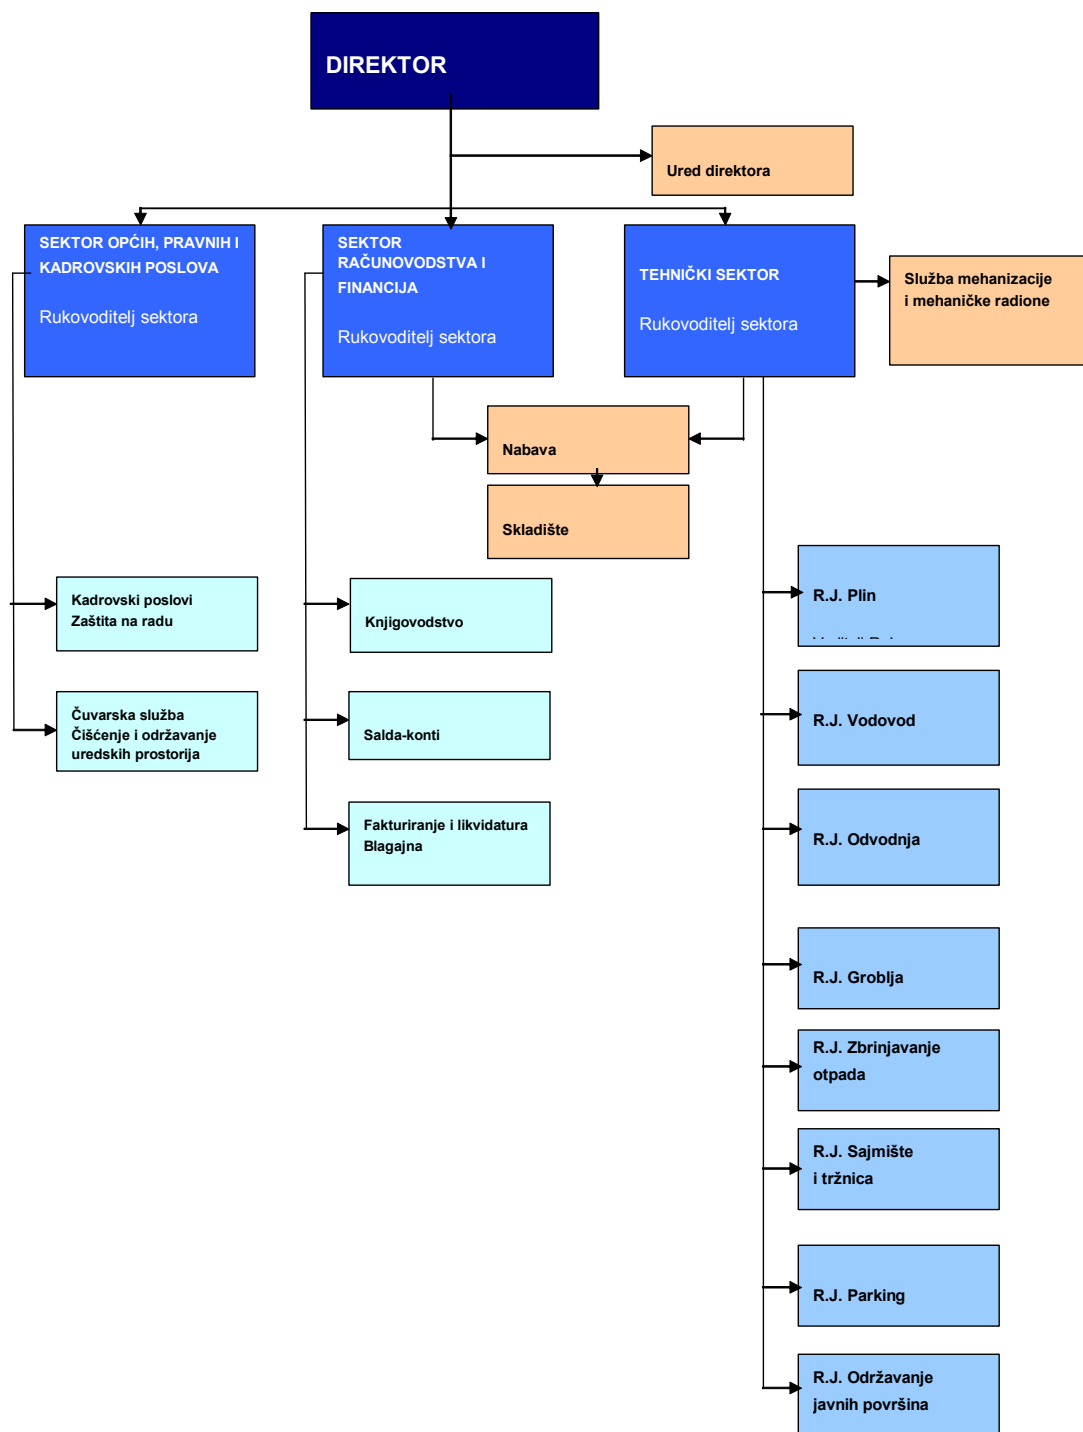 DIREKTOR
Ured direktora
SEKTOR OPĆIH, PRAVNIH I
KADROVSKIH POSLOVA
Rukovoditelj sektora
SEKTOR
RAČUNOVODSTVA I
FINANCIJA
Rukovoditelj sektora
TEHNIČKI SEKTOR
Rukovoditelj sektora
Služba mehanizacije
i mehaničke radione
Nabava
Skladište
Kadrovski poslovi
Zaštita na radu
Čuvarska služba
Čišćenje i održavanje
uredskih prostorija
Knjigovodstvo
Salda-konti
Fakturiranje i likvidatura
Blagajna
R.J. Plin
R.J. Vodovod
R.J. Odvodnja
R.J. Groblja
R.J. Zbrinjavanje
otpada
R.J. Sajmište
i tržnica
R.J. Parking
R.J. Održavanje
javnih površina